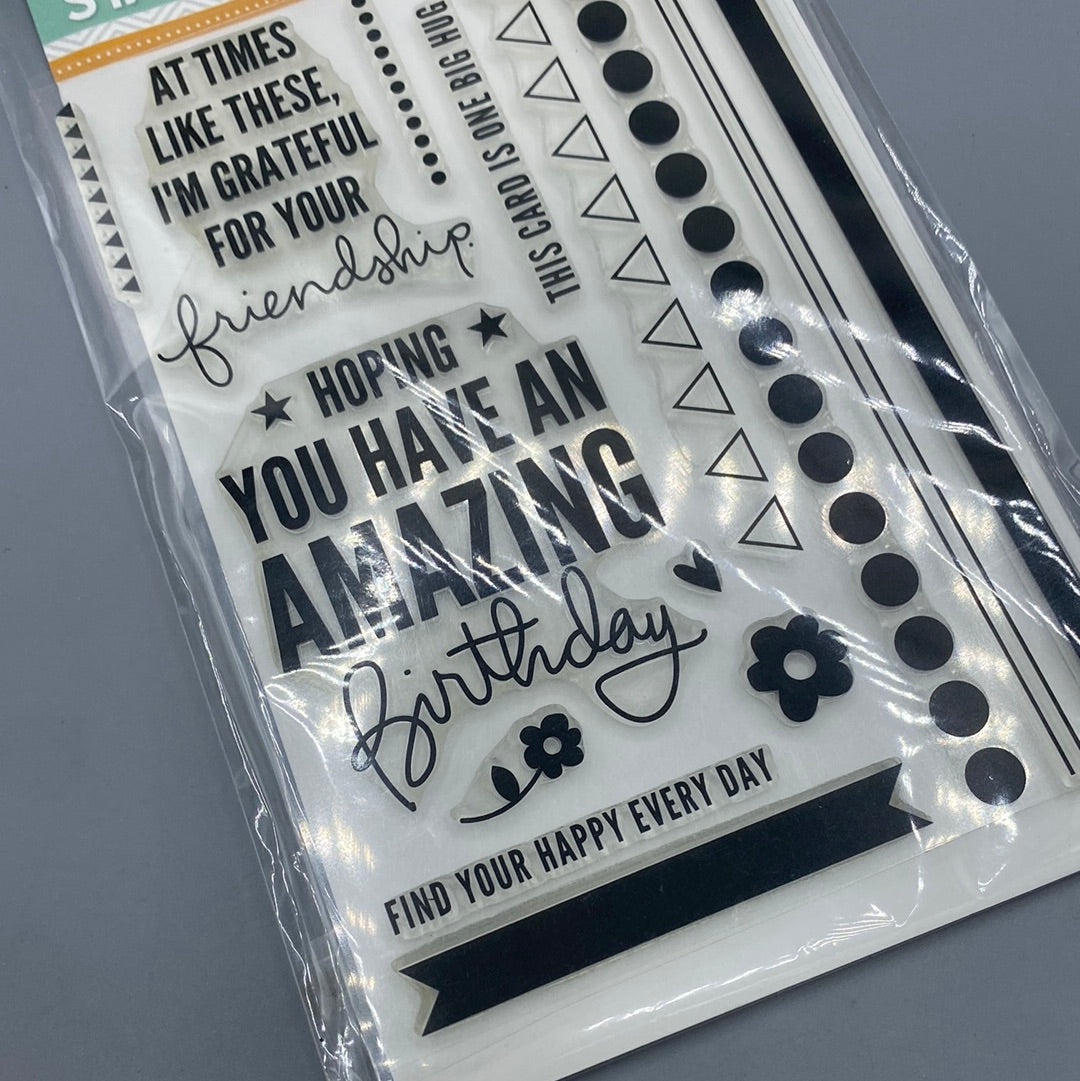 AT TIMES
LIKE THESE,
I'M GRATEFUL
FOR YOUR
friendship.
THIS CARD IS ONE BIG HUG
HOPING
YOU HAVE AN
AMAZING
Birthday
FIND YOUR HAPPY EVERY DAY